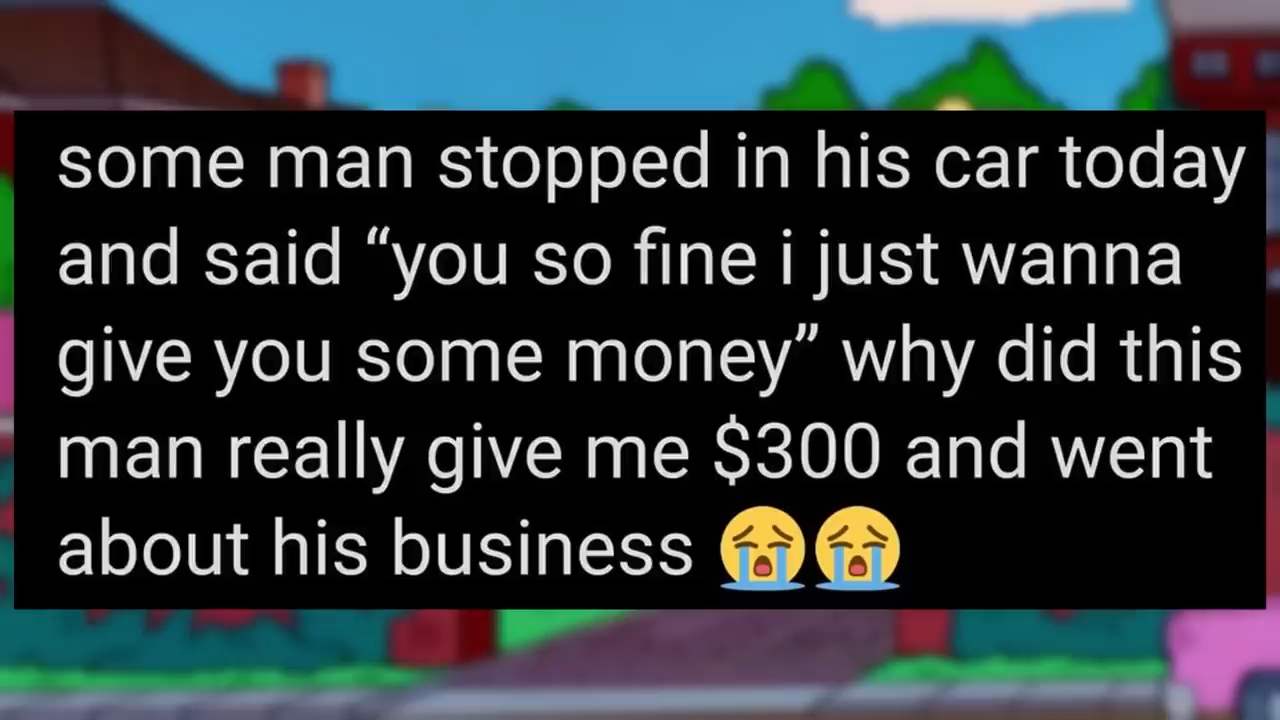 some man stopped in his car today
and said “you so fine i just wanna
give you some money” why did this
man really give me $300 and went
about his business 😭😭